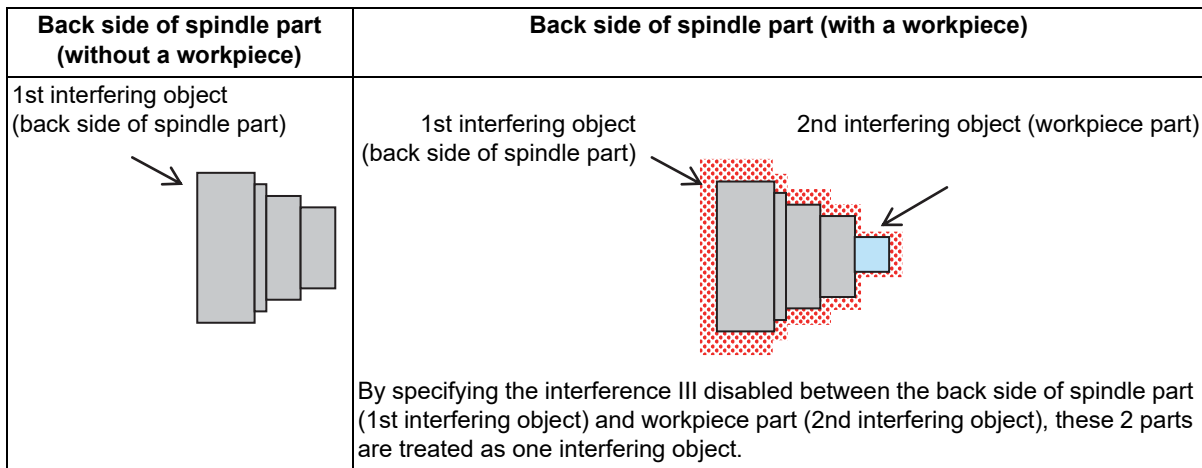 Back side of spindle part
(without a workpiece)
Back side of spindle part (with a workpiece)
1st interfering object
(back side of spindle part)
1st interfering object
(back side of spindle part)
2nd interfering object (workpiece part)
By specifying the interference III disabled between the back side of spindle part
(1st interfering object) and workpiece part (2nd interfering object), these 2 parts
are treated as one interfering object.